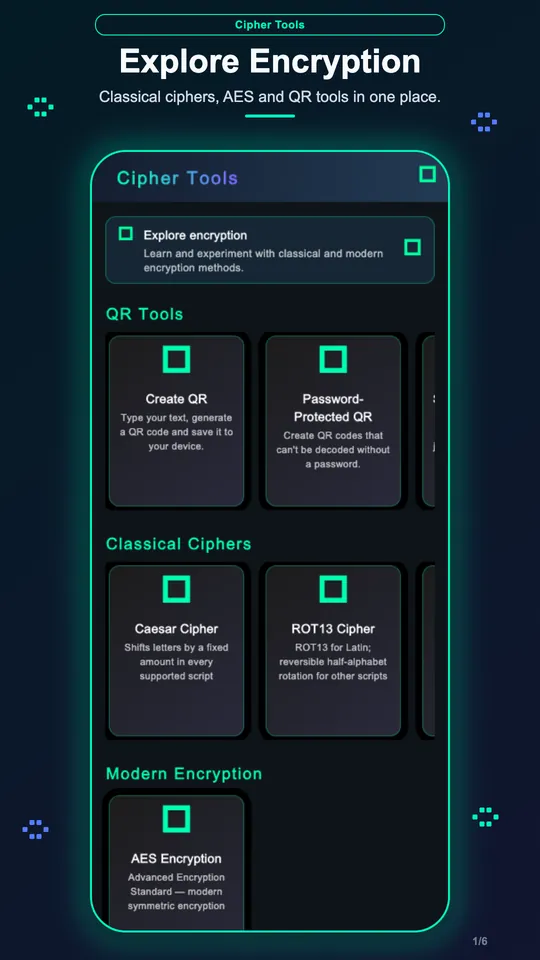 Cipher Tools
Explore Encryption
Classical ciphers, AES and QR tools in one place.
Cipher Tools
Explore encryption
Learn and experiment with classical and modern
encryption methods.
QR Tools
Create QR
Type your text, generate
a QR code and save it to
your device.
Password-
Protected QR
Create QR codes that
can't be decoded without
a password.
Classical Ciphers
Caesar Cipher
Shifts letters by a fixed
amount in every
supported script
ROT13 Cipher
ROT13 for Latin;
reversible half-alphabet
rotation for other scripts
Modern Encryption
AES Encryption
Advanced Encryption
Standard — modern
symmetric encryption
1/6